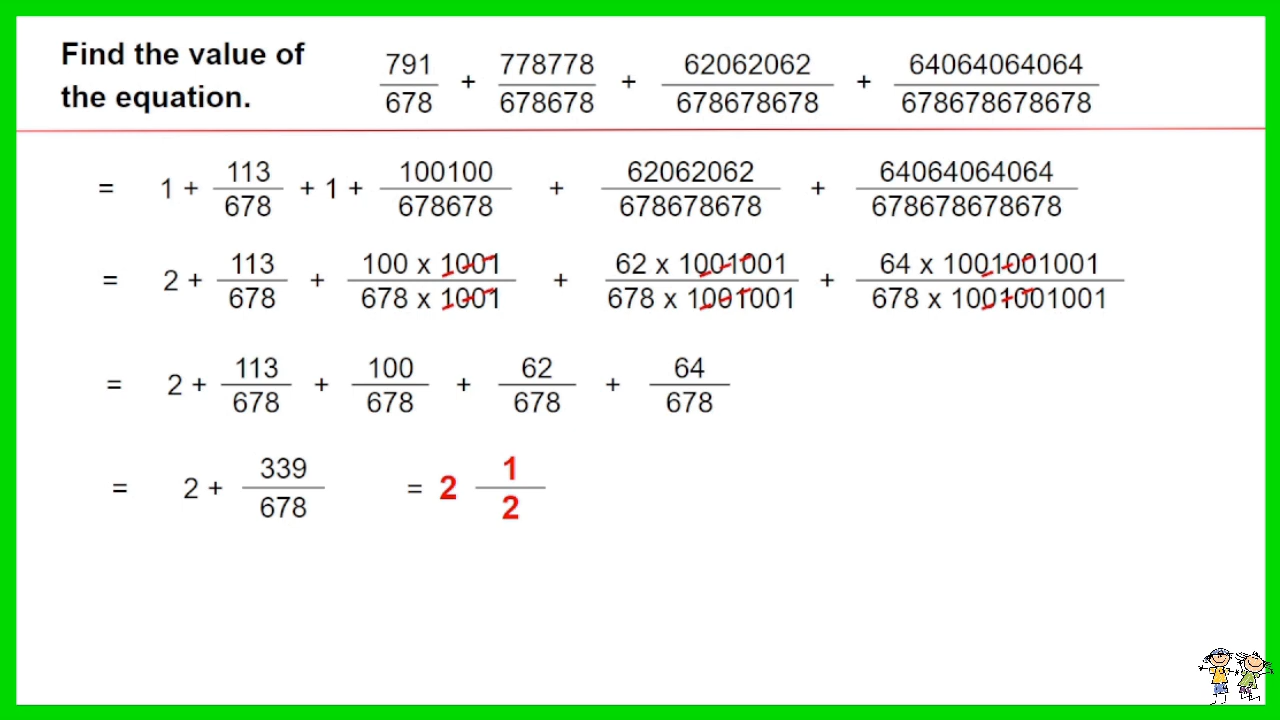 Find the value of
the equation.
791/678 + 778778/678678 + 62062062/678678678 + 64064064064/678678678678
= 1 + 113/678 + 1 + 100100/678678 + 62062062/678678678 + 64064064064/678678678678
= 2 + 113/678 + 100 x 1001/678 x 1001 + 62 x 1001001/678 x 1001001 + 64 x 1001001001/678 x 1001001001
= 2 + 113/678 + 100/678 + 62/678 + 64/678
= 2 + 339/678 = 2 1/2